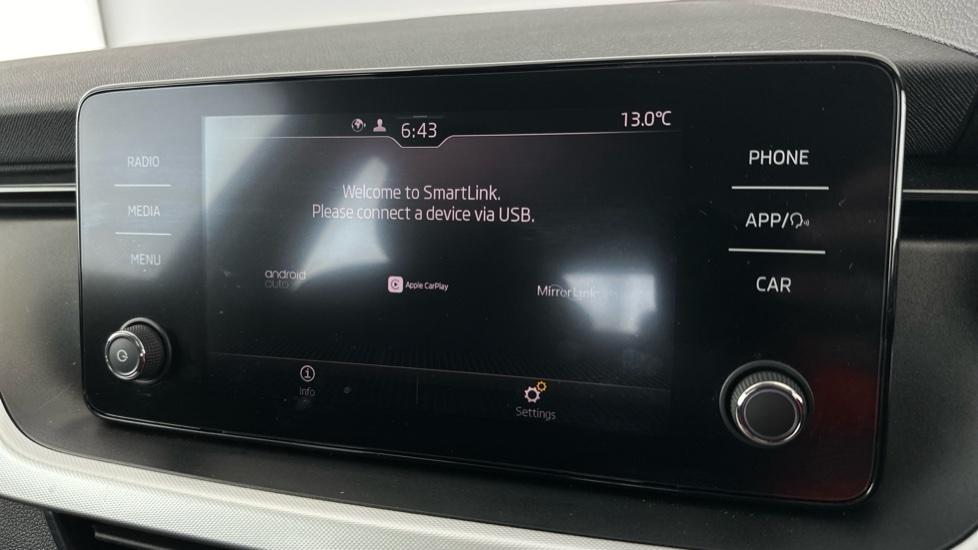 6:43
13.0°C
RADIO
MEDIA
MENU
Welcome to SmartLink.
Please connect a device via USB.
android
auto
Apple CarPlay
MirrorLink
Info
Settings
PHONE
APP/
CAR